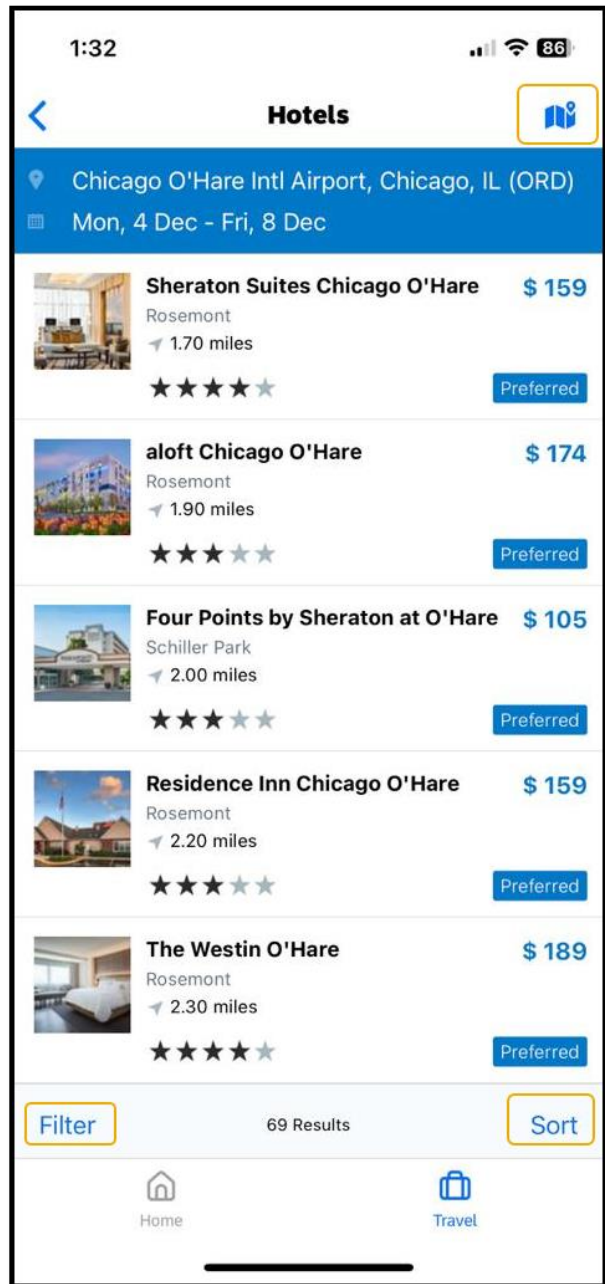 1:32
86
Hotels
Chicago O'Hare Intl Airport, Chicago, IL (ORD)
Mon, 4 Dec - Fri, 8 Dec
Sheraton Suites Chicago O'Hare $ 159
Rosemont
1.70 miles
Preferred
aloft Chicago O'Hare $ 174
Rosemont
1.90 miles
Preferred
Four Points by Sheraton at O'Hare $ 105
Schiller Park
2.00 miles
Preferred
Residence Inn Chicago O'Hare $ 159
Rosemont
2.20 miles
Preferred
The Westin O'Hare $ 189
Rosemont
2.30 miles
Preferred
Filter 69 Results Sort
Home Travel